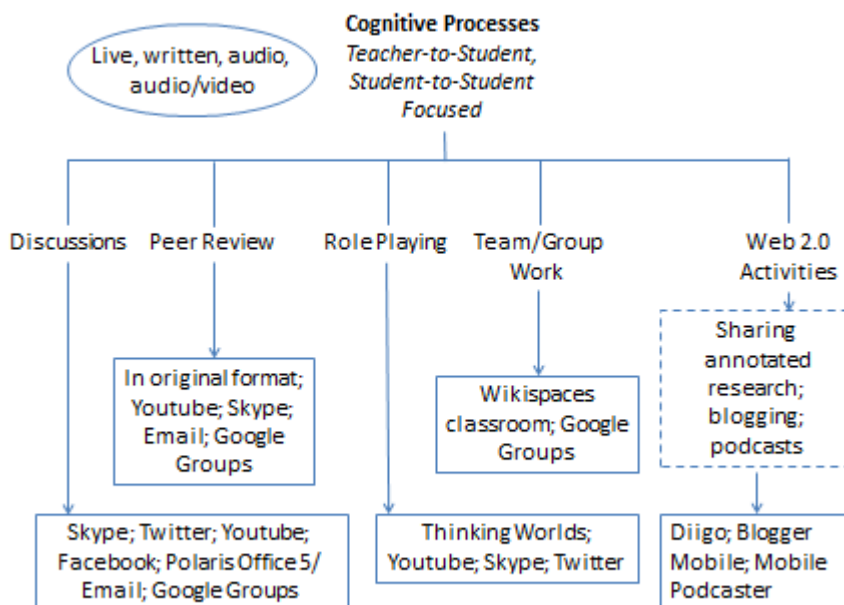 Cognitive Processes
Teacher-to-Student,
Student-to-Student
Focused
Live, written, audio,
audio/video
Discussions
Peer Review
Role Playing
Team/Group
Work
Web 2.0
Activities
Sharing
annotated
research;
blogging;
podcasts
In original format;
Youtube; Skype;
Email; Google
Groups
Wikispaces
classroom; Google
Groups
Skype; Twitter; Youtube;
Facebook; Polaris Office 5/
Email; Google Groups
Thinking Worlds;
Youtube; Skype; Twitter
Diigo; Blogger
Mobile; Mobile
Podcaster